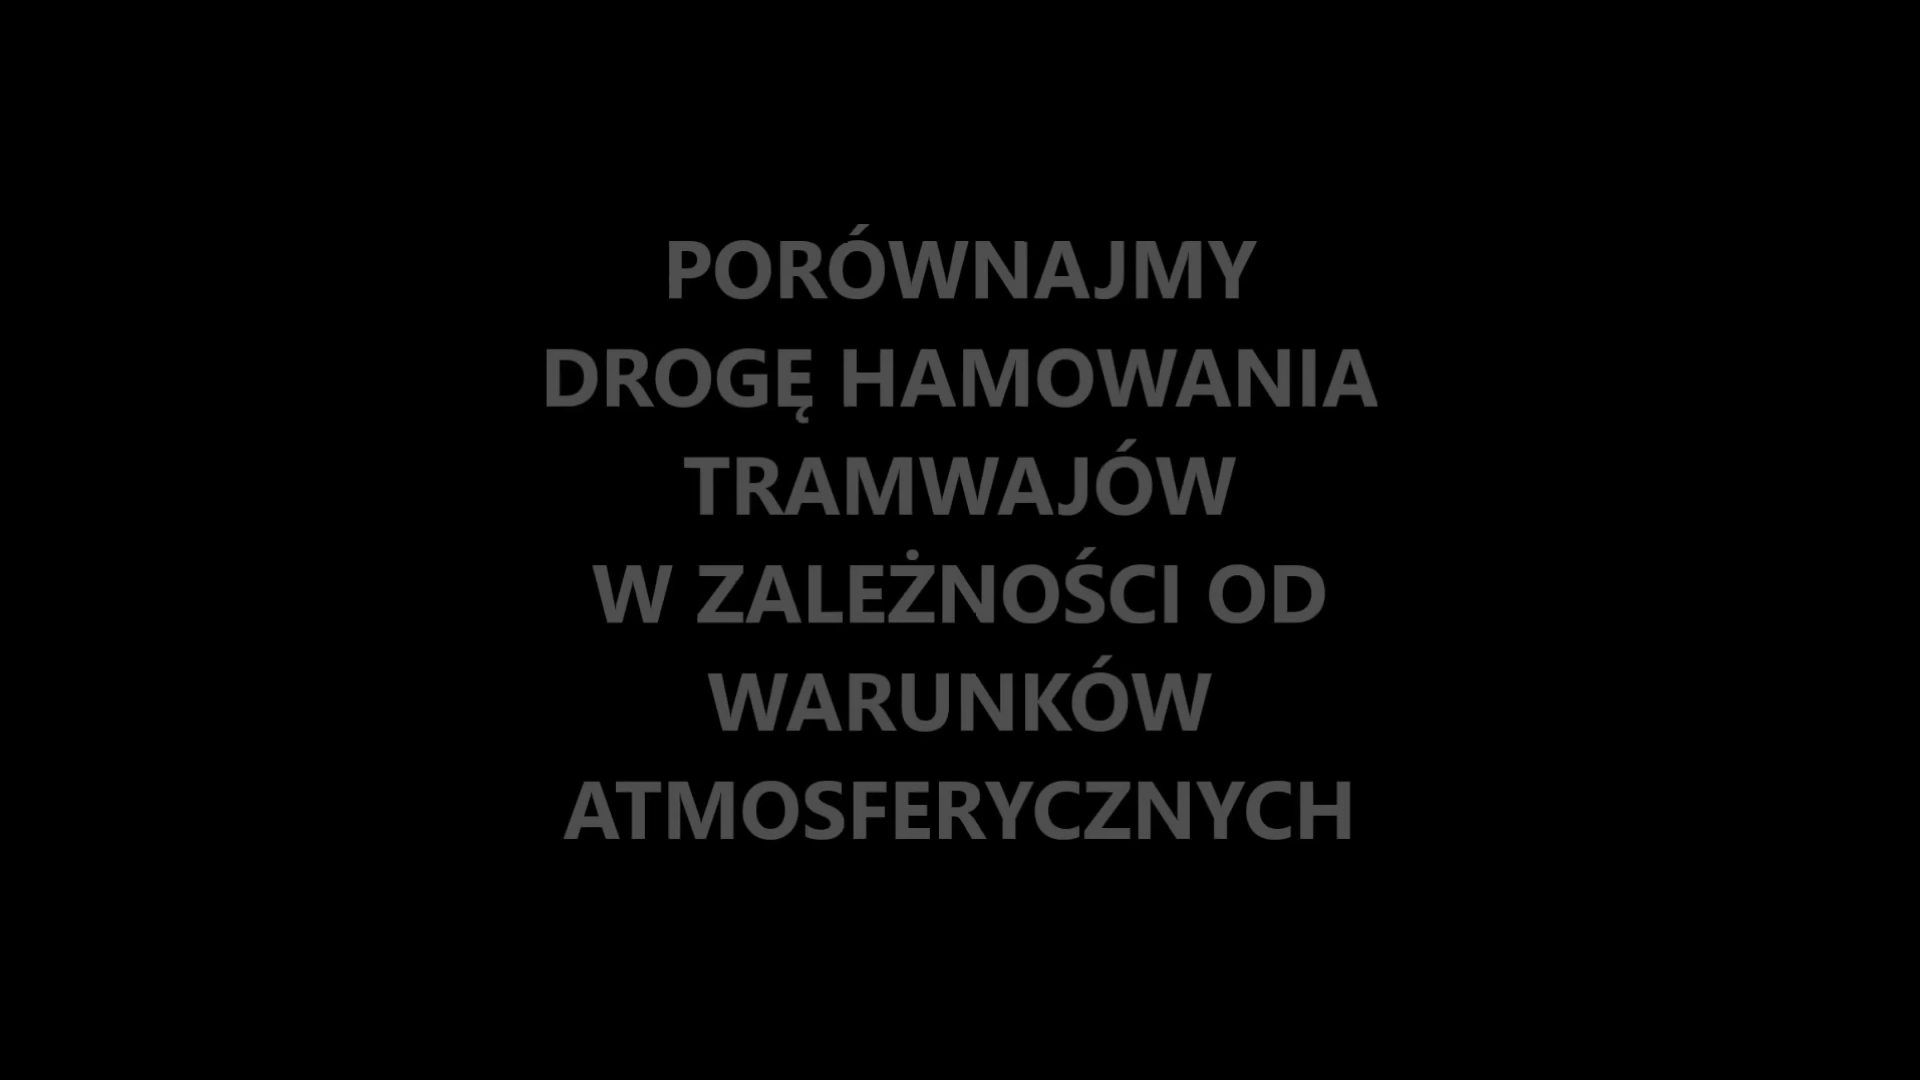 PORÓWNAJMY
DROGĘ HAMOWANIA
TRAMWAJÓW
W ZALEŻNOŚCI OD
WARUNKÓW
ATMOSFERYCZNYCH